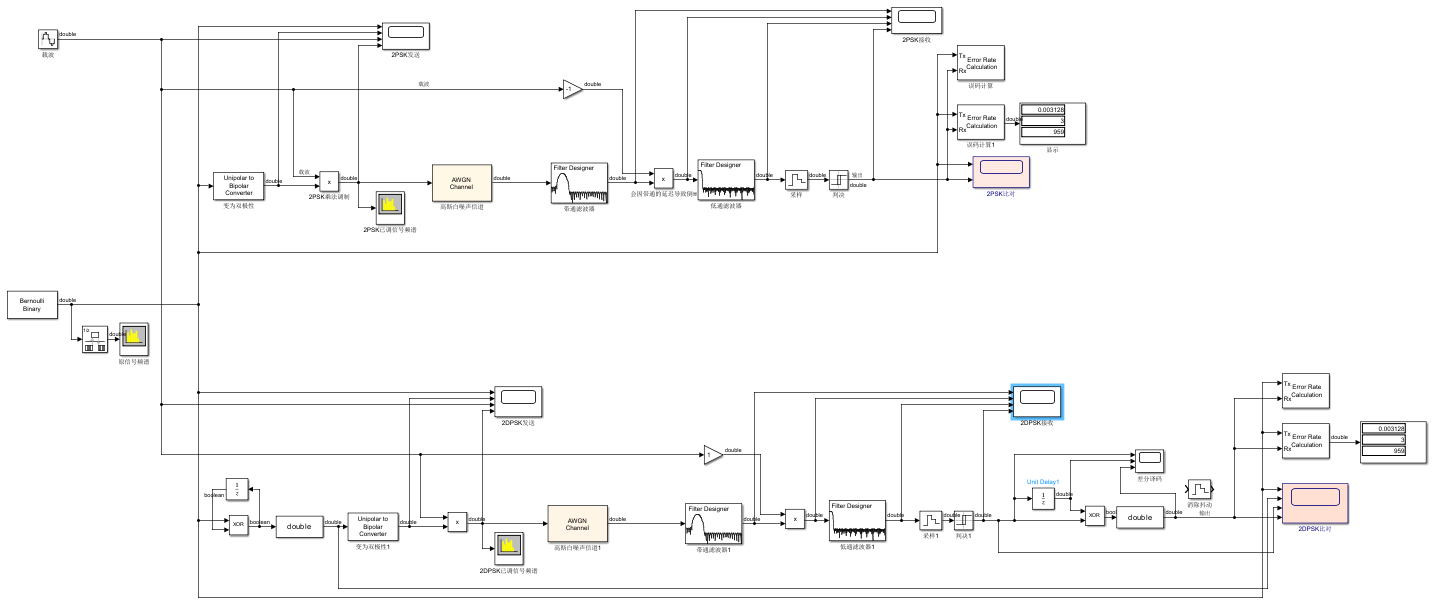 double
载波
2PSK发送
2PSK接收
Tx
Rx
Error Rate
Calculation
误码计算
载波
-1
double
Tx
Rx
Error Rate
Calculation
double
误码计算1
0.003128
3
959
显示
Unipolar to
Bipolar
Converter
变为双极性
double
载波
x
double
2PSK乘法调制
2PSK已调信号频谱
AWGN
Channel
高斯白噪声信道
double
Filter Designer
带通滤波器
double
x
double
会因带通的延迟导致倒π
Filter Designer
低通滤波器
double
采样
double
判决
输出
double
2PSK比对
Bernoulli
Binary
double
double
原信号频谱
2DPSK发送
2DPSK接收
Tx
Rx
Error Rate
Calculation
Tx
Rx
Error Rate
Calculation
double
0.003128
3
959
1
double
差分译码
消除抖动
输出
Unit Delay1
1
z
double
1
z
boolean
XOR
boolean
double
double
Unipolar to
Bipolar
Converter
变为双极性1
double
x
double
2DPSK已调信号频谱
AWGN
Channel
高斯白噪声信道1
double
Filter Designer
带通滤波器1
double
x
double
Filter Designer
低通滤波器1
double
采样1
double
判决1
double
XOR
double
double
2DPSK比对